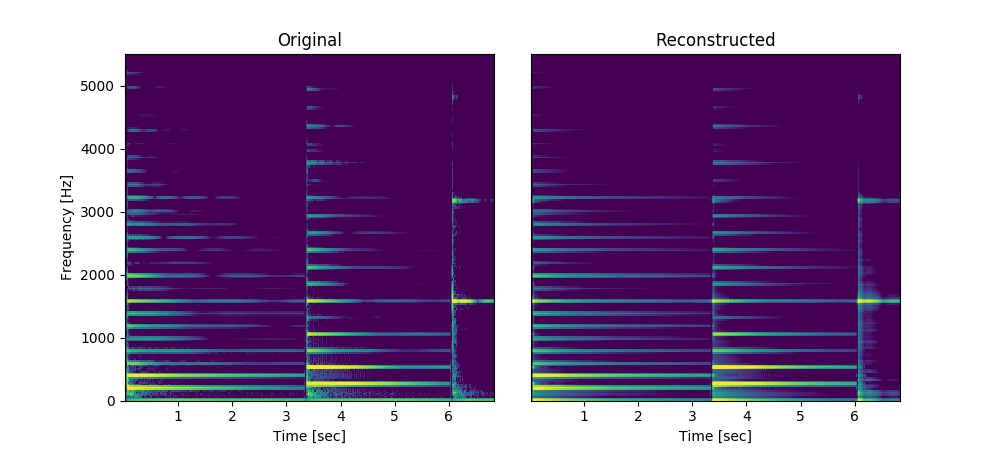 Original
Reconstructed
5000
4000
3000
2000
1000
0
Frequency [Hz]
1 2 3 4 5 6
Time [sec]
1 2 3 4 5 6
Time [sec]